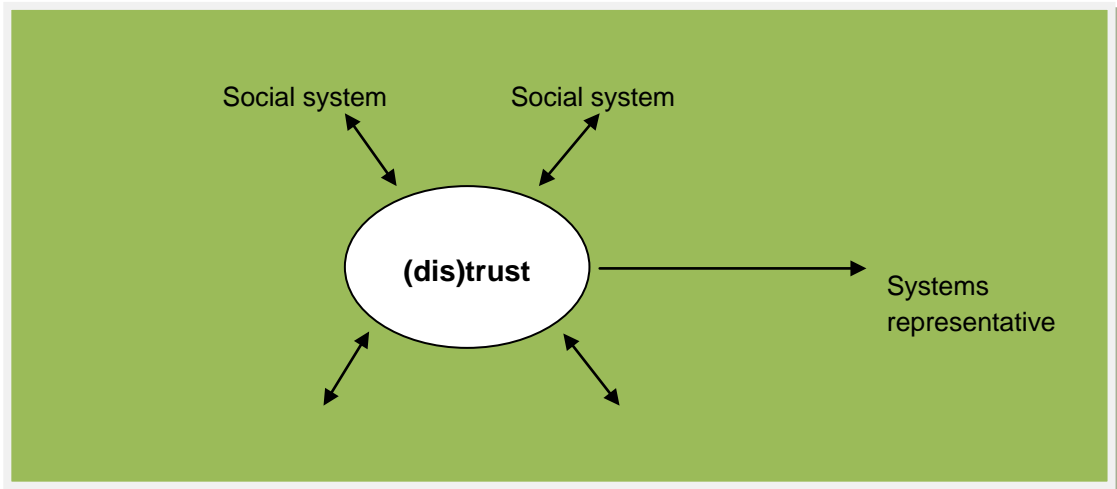 Social system
Social system
(dis)trust
Systems
representative